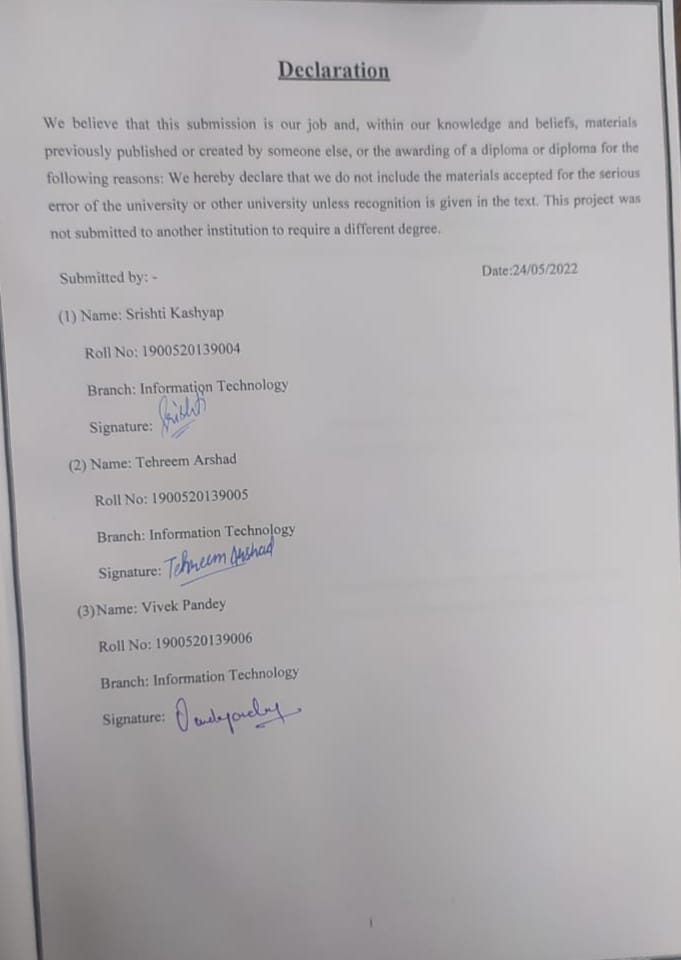 Declaration
We believe that this submission is our job and, within our knowledge and beliefs, materials
previously published or created by someone else, or the awarding of a diploma or diploma for the
following reasons: We hereby declare that we do not include the materials accepted for the serious
error of the university or other university unless recognition is given in the text. This project was
not submitted to another institution to require a different degree.
Submitted by: - Date:24/05/2022
(1) Name: Srishti Kashyap
Roll No: 1900520139004
Branch: Information Technology
Signature: Srishti
(2) Name: Tehreem Arshad
Roll No: 1900520139005
Branch: Information Technology
Signature: Tehreem Arshad
(3)Name: Vivek Pandey
Roll No: 1900520139006
Branch: Information Technology
Signature:
i